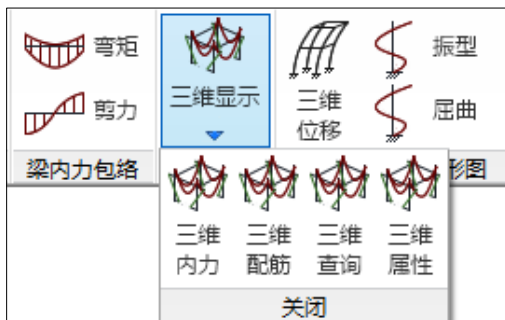 弯矩
三维显示
三维
位移
振型
剪力
屈曲
梁内力包络
形图
三维
内力
三维
配筋
三维
查询
三维
属性
关闭